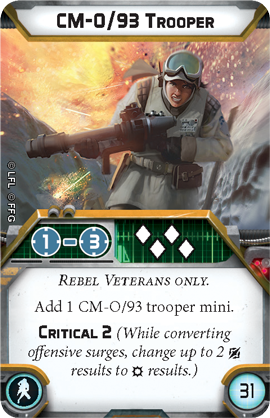 CM-O/93 Trooper
© LFL © FFG
1 - 3
Rebel Veterans only.
Add 1 CM-O/93 trooper mini.
Critical 2 (While converting
offensive surges, change up to 2
results to results.)
31